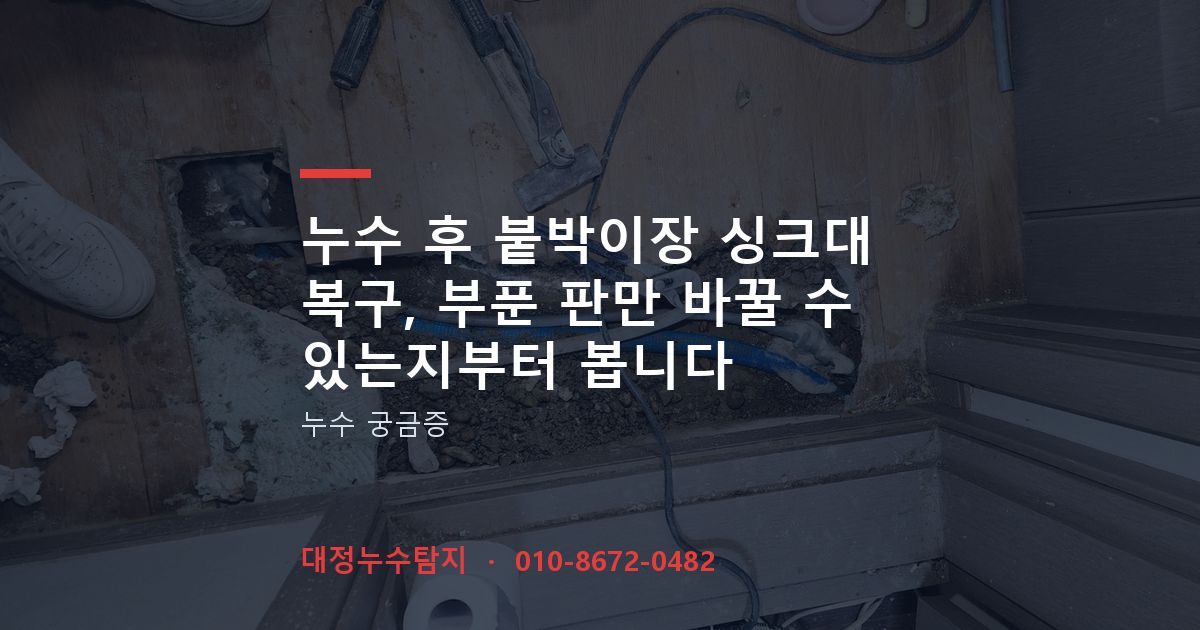 누수 후 붙박이장 싱크대
복구, 부푼 판만 바꿀 수
있는지부터 봅니다
누수 궁금증
대정누수탐지 · 010-8672-0482